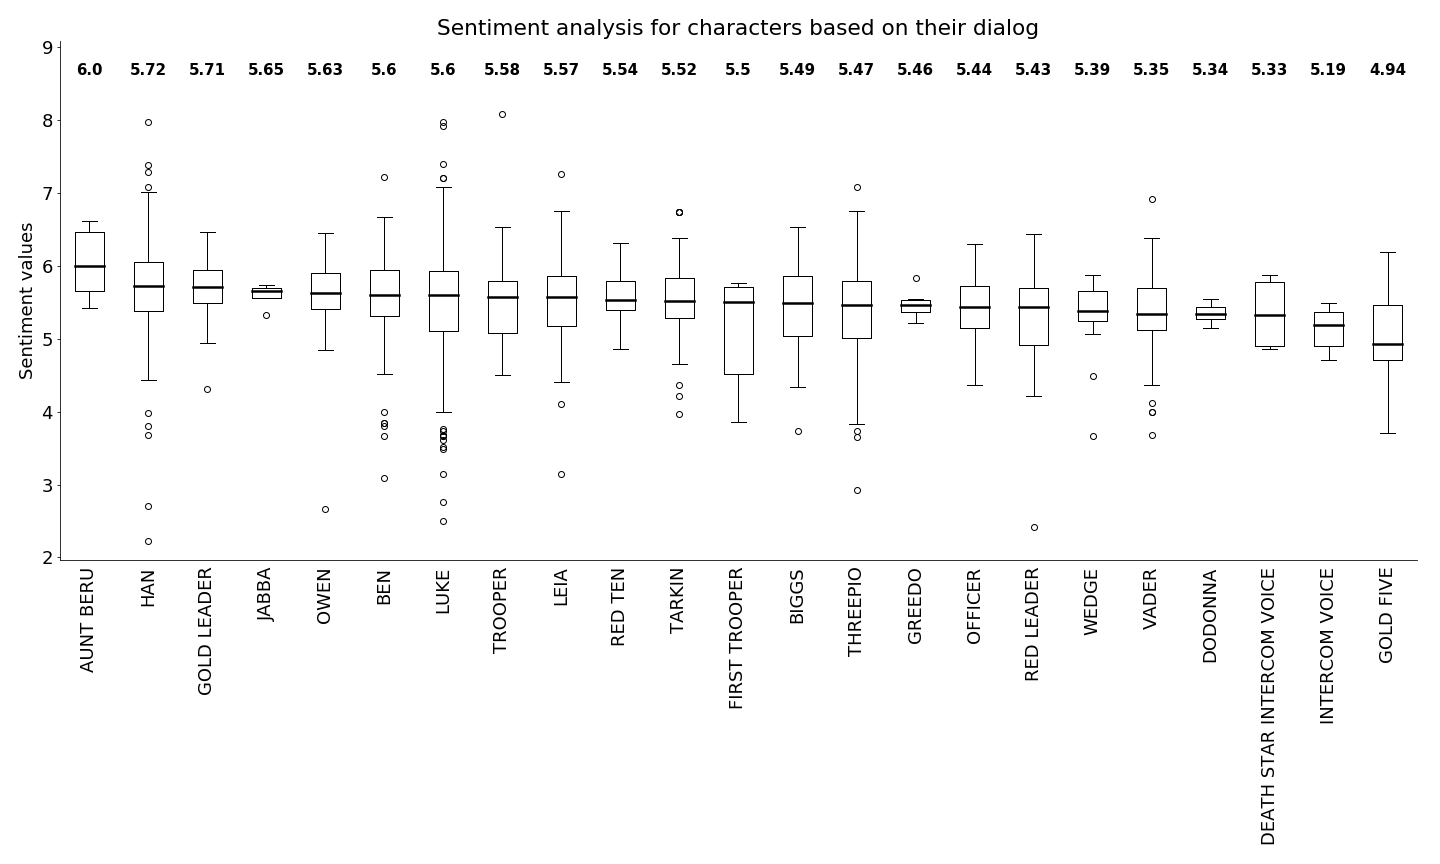 Sentiment analysis for characters based on their dialog
9
6.0 5.72 5.71 5.65 5.63 5.6 5.6 5.58 5.57 5.54 5.52 5.5 5.49 5.47 5.46 5.44 5.43 5.39 5.35 5.34 5.33 5.19 4.94
8
7
6
5
4
3
2
Sentiment values
AUNT BERU
HAN
GOLD LEADER
JABBA
OWEN
BEN
LUKE
TROOPER
LEIA
RED TEN
TARKIN
FIRST TROOPER
BIGGS
THREEPIO
GREEDO
OFFICER
RED LEADER
WEDGE
VADER
DODONNA
DEATH STAR INTERCOM VOICE
INTERCOM VOICE
GOLD FIVE